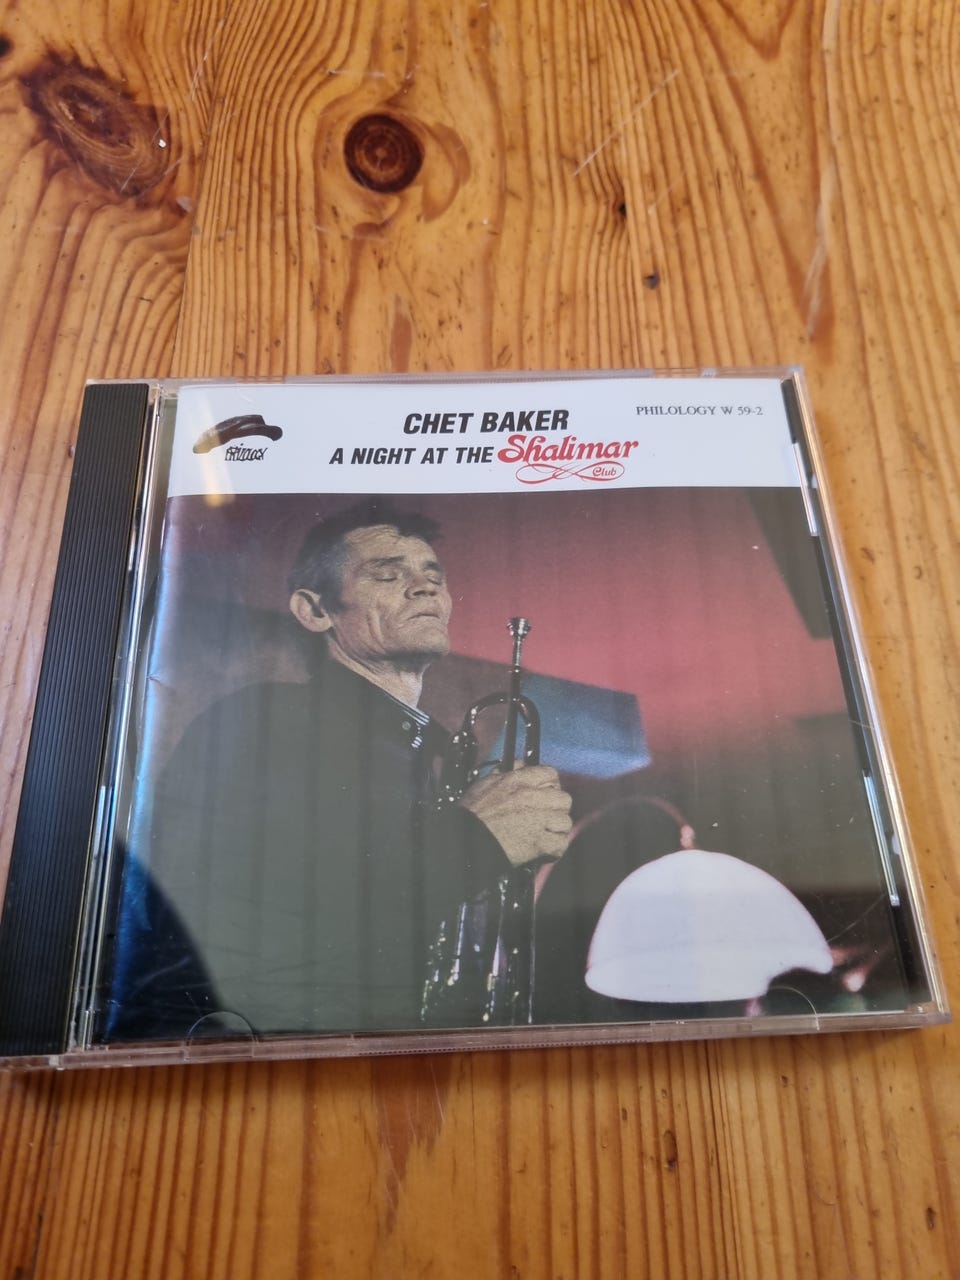 CHET BAKER
PHILOLOGY W 59-2
A NIGHT AT THE Shalimar
Club